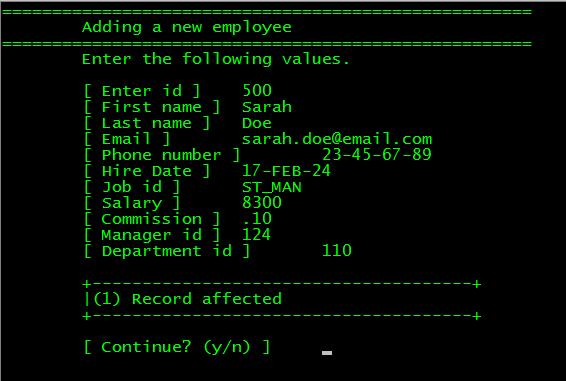 =====================================================
Adding a new employee
=====================================================
Enter the following values.
[ Enter id ] 500
[ First name ] Sarah
[ Last name ] Doe
[ Email ] sarah.doe@email.com
[ Phone number ] 23-45-67-89
[ Hire Date ] 17-FEB-24
[ Job id ] ST_MAN
[ Salary ] 8300
[ Commission ] .10
[ Manager id ] 124
[ Department id ] 110
+--------------------------------------+
|(1) Record affected
+--------------------------------------+
[ Continue? (y/n) ] _